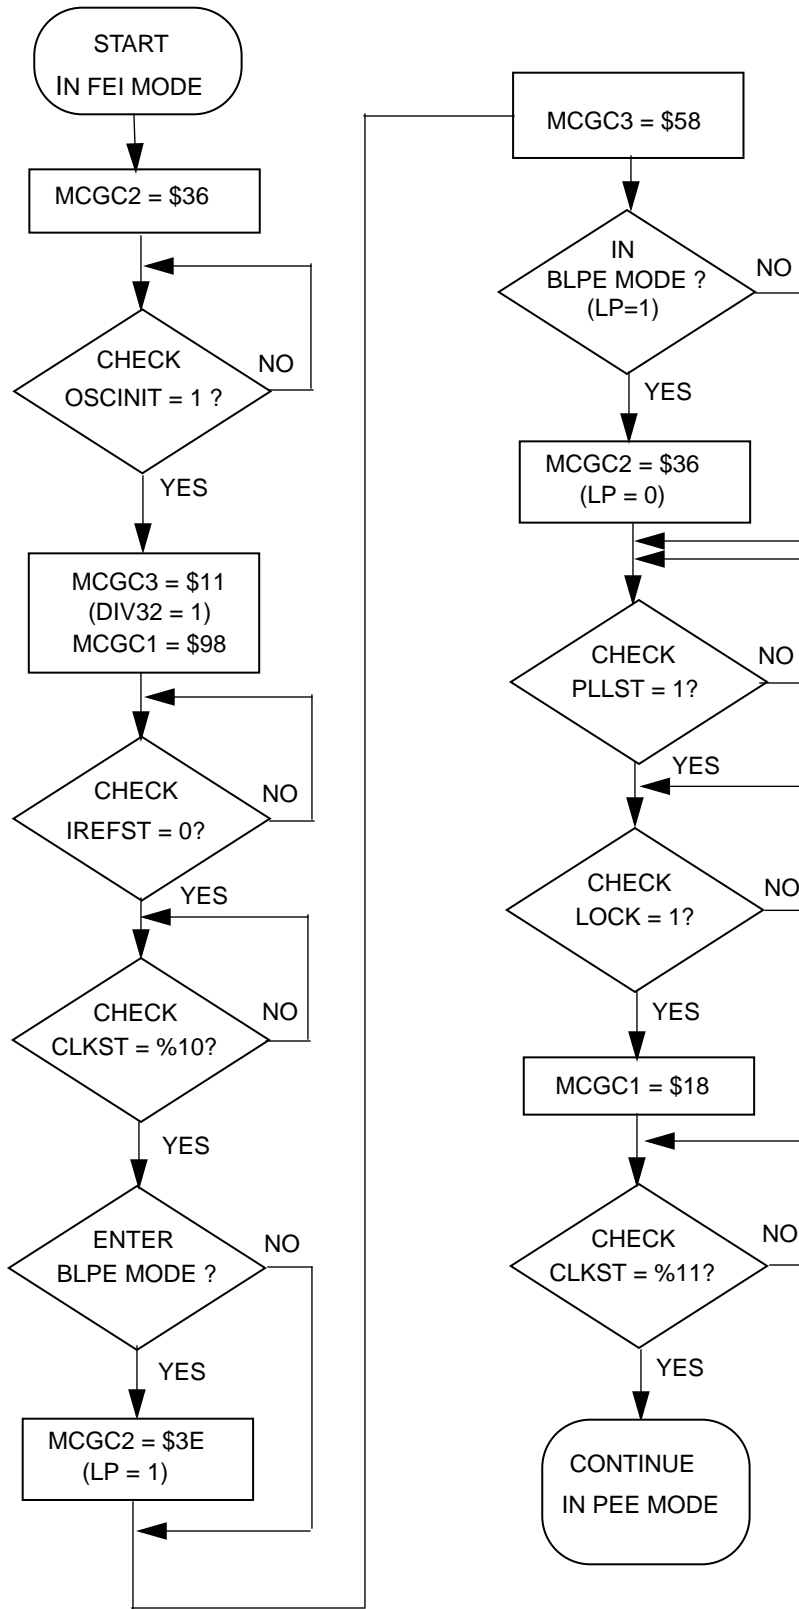 START
IN FEI MODE
MCGC2 = $36
CHECK
OSCINIT = 1 ?
NO
YES
MCGC3 = $11
(DIV32 = 1)
MCGC1 = $98
CHECK
IREFST = 0?
NO
YES
CHECK
CLKST = %10?
NO
YES
ENTER
BLPE MODE ?
NO
YES
MCGC2 = $3E
(LP = 1)
MCGC3 = $58
IN
BLPE MODE ?
(LP=1)
NO
YES
MCGC2 = $36
(LP = 0)
CHECK
PLLST = 1?
NO
YES
CHECK
LOCK = 1?
NO
YES
MCGC1 = $18
CHECK
CLKST = %11?
NO
YES
CONTINUE
IN PEE MODE